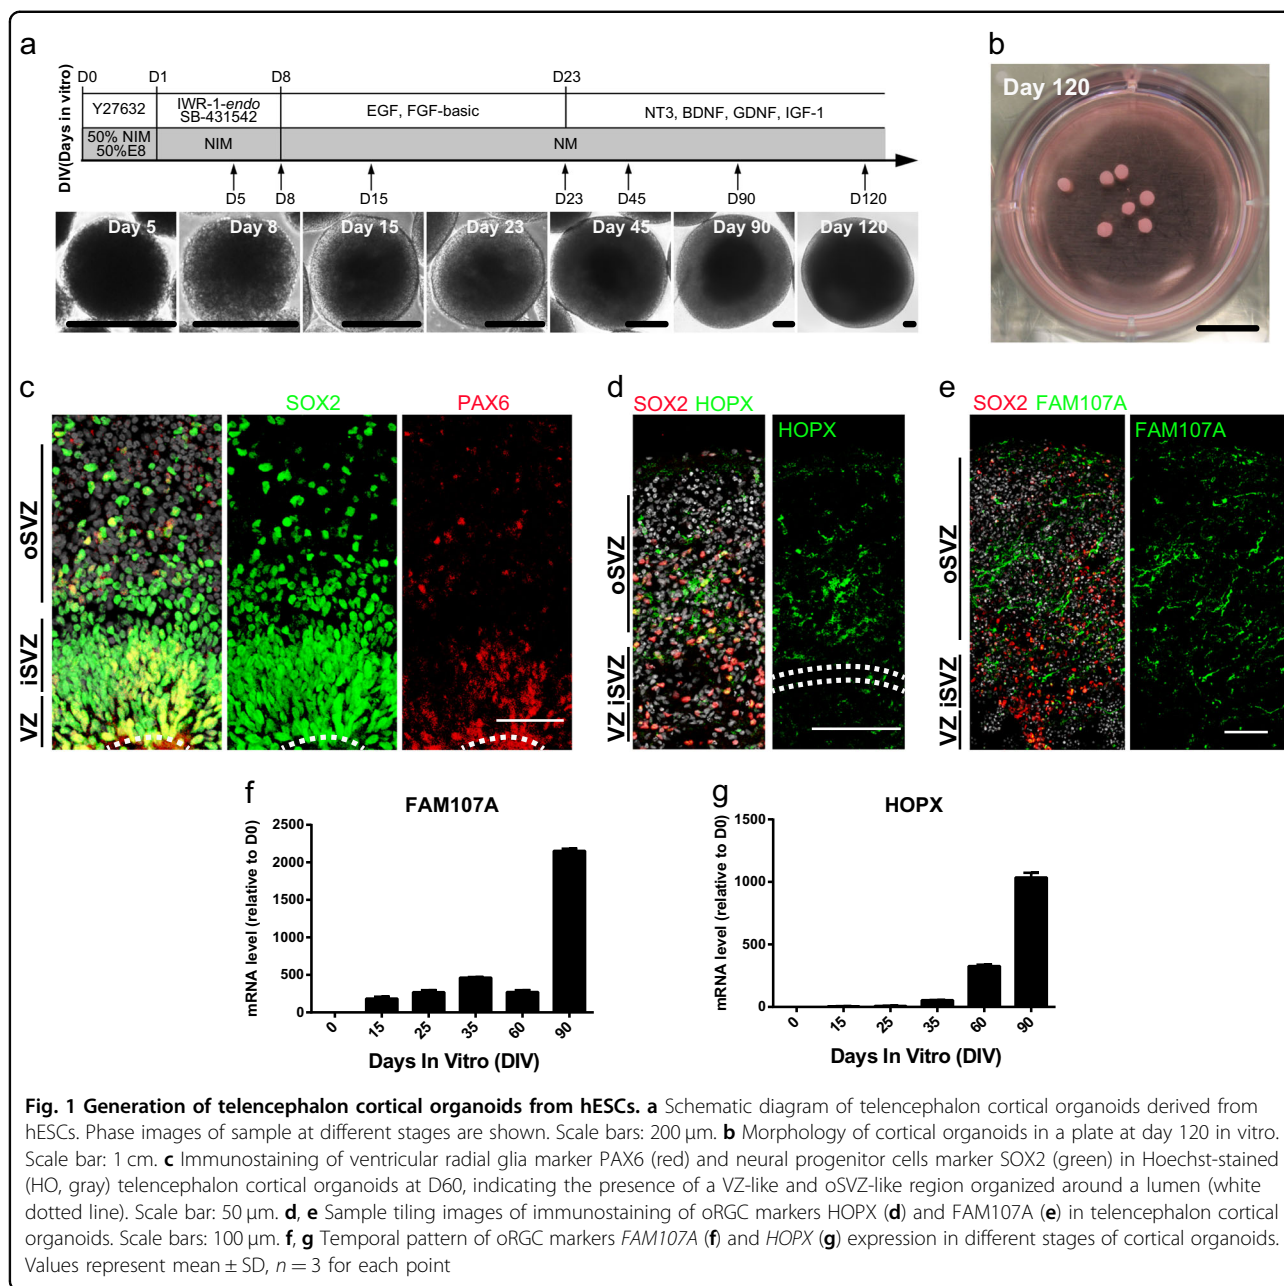 a
D0 D1 D8 D23
DIV(Days in vitro)
Y27632
IWR-1-endo
SB-431542
EGF, FGF-basic
NT3, BDNF, GDNF, IGF-1
50% NIM
50%E8
NIM
NM
D5 D8 D15 D23 D45 D90 D120
Day 5 Day 8 Day 15 Day 23 Day 45 Day 90 Day 120
b
Day 120
c
SOX2 PAX6
oSVZ
iSVZ
VZ
d
SOX2 HOPX
HOPX
oSVZ
iSVZ
VZ
e
SOX2 FAM107A
FAM107A
oSVZ
iSVZ
VZ
f
FAM107A
mRNA level (relative to D0)
2500
2000
1500
1000
500
0
0 15 25 35 60 90
Days In Vitro (DIV)
g
HOPX
mRNA level (relative to D0)
1500
1000
500
0
0 15 25 35 60 90
Days In Vitro (DIV)
Fig. 1 Generation of telencephalon cortical organoids from hESCs. a Schematic diagram of telencephalon cortical organoids derived from
hESCs. Phase images of sample at different stages are shown. Scale bars: 200 µm. b Morphology of cortical organoids in a plate at day 120 in vitro.
Scale bar: 1 cm. c Immunostaining of ventricular radial glia marker PAX6 (red) and neural progenitor cells marker SOX2 (green) in Hoechst-stained
(HO, gray) telencephalon cortical organoids at D60, indicating the presence of a VZ-like and oSVZ-like region organized around a lumen (white
dotted line). Scale bar: 50 µm. d, e Sample tiling images of immunostaining of oRGC markers HOPX (d) and FAM107A (e) in telencephalon cortical
organoids. Scale bars: 100 µm. f, g Temporal pattern of oRGC markers FAM107A (f) and HOPX (g) expression in different stages of cortical organoids.
Values represent mean ± SD, n = 3 for each point